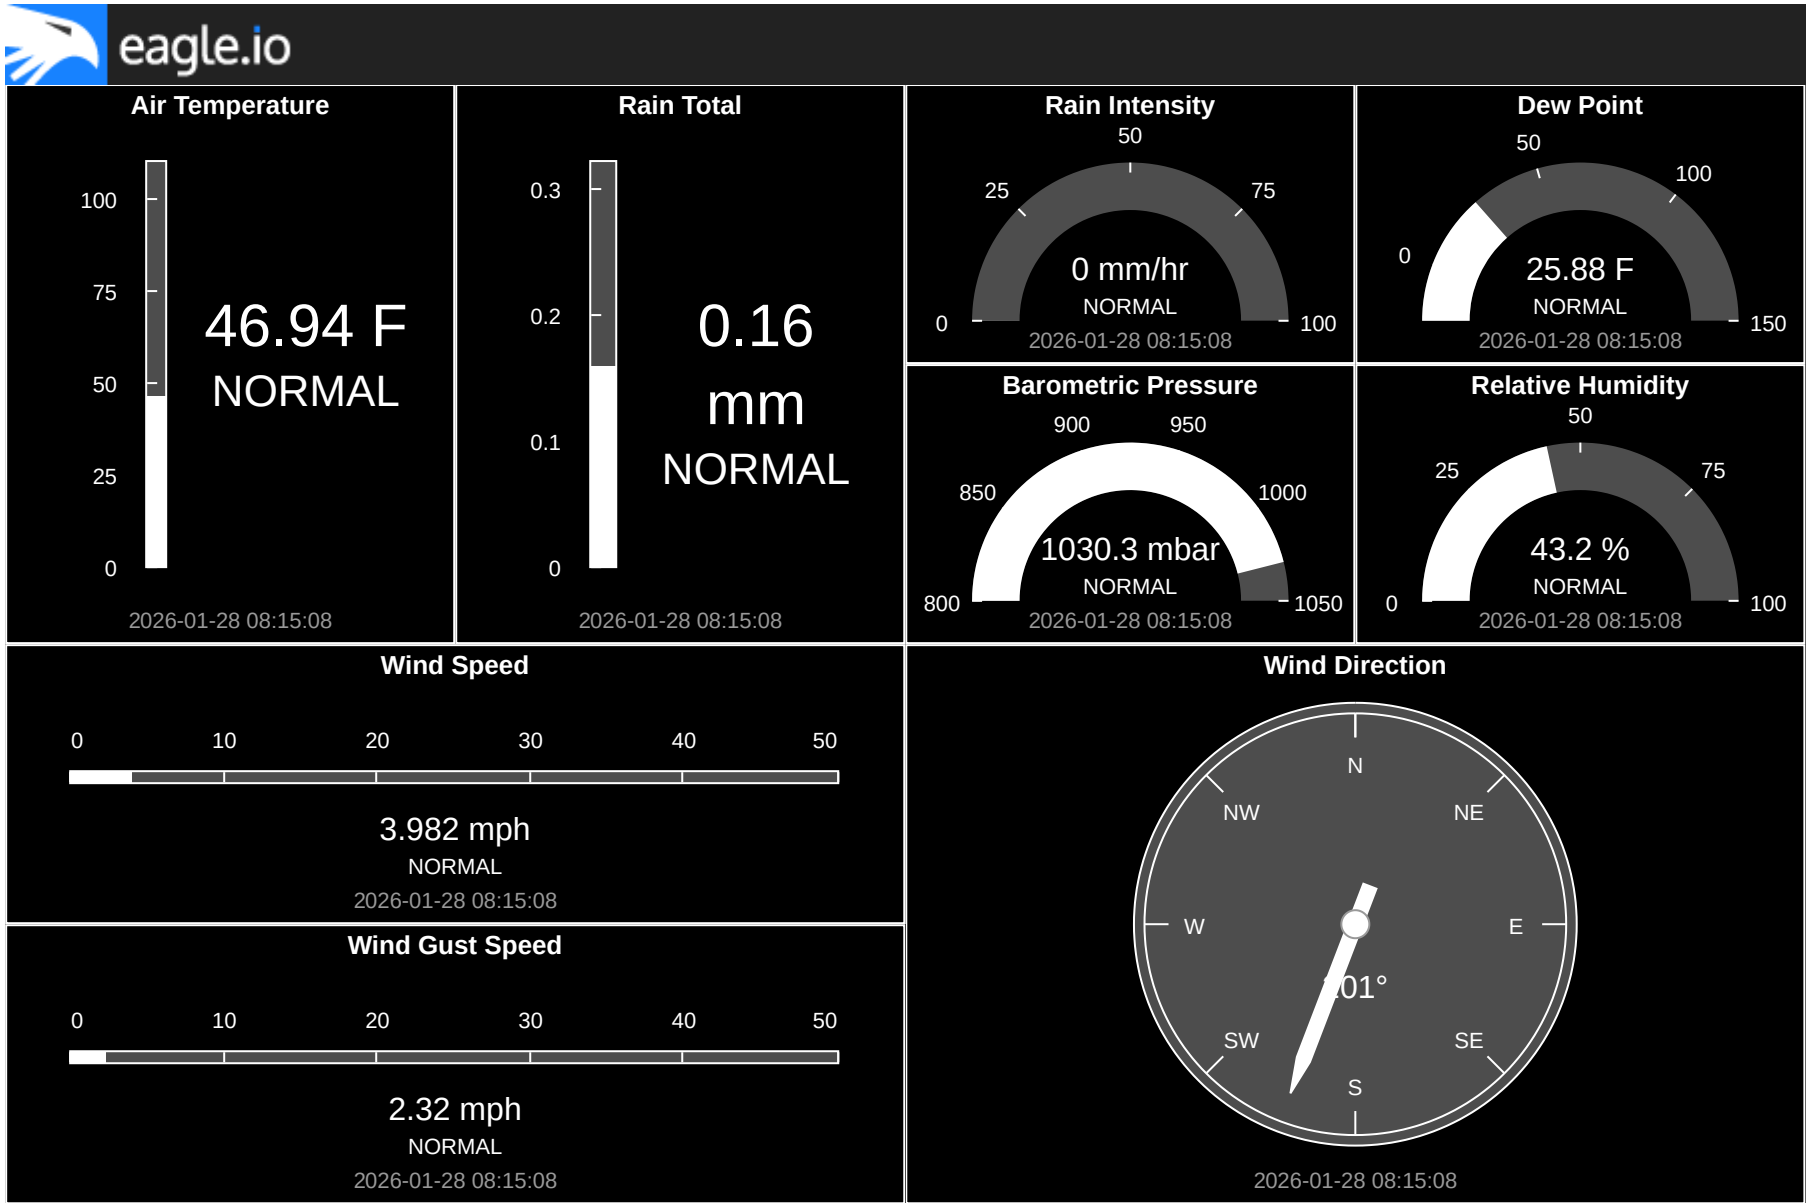 eagle.io
Air Temperature
100
75
50
25
0
46.94 F
NORMAL
2026-01-28 08:15:08
Rain Total
0.3
0.2
0.1
0
0.16
mm
NORMAL
2026-01-28 08:15:08
Rain Intensity
0
25
50
75
100
0 mm/hr
NORMAL
2026-01-28 08:15:08
Dew Point
0
50
100
150
25.88 F
NORMAL
2026-01-28 08:15:08
Barometric Pressure
800
850
900
950
1000
1050
1030.3 mbar
NORMAL
2026-01-28 08:15:08
Relative Humidity
0
25
50
75
100
43.2 %
NORMAL
2026-01-28 08:15:08
Wind Speed
0 10 20 30 40 50
3.982 mph
NORMAL
2026-01-28 08:15:08
Wind Gust Speed
0 10 20 30 40 50
2.32 mph
NORMAL
2026-01-28 08:15:08
Wind Direction
N
NW NE
W E
SW SE
S
2026-01-28 08:15:08